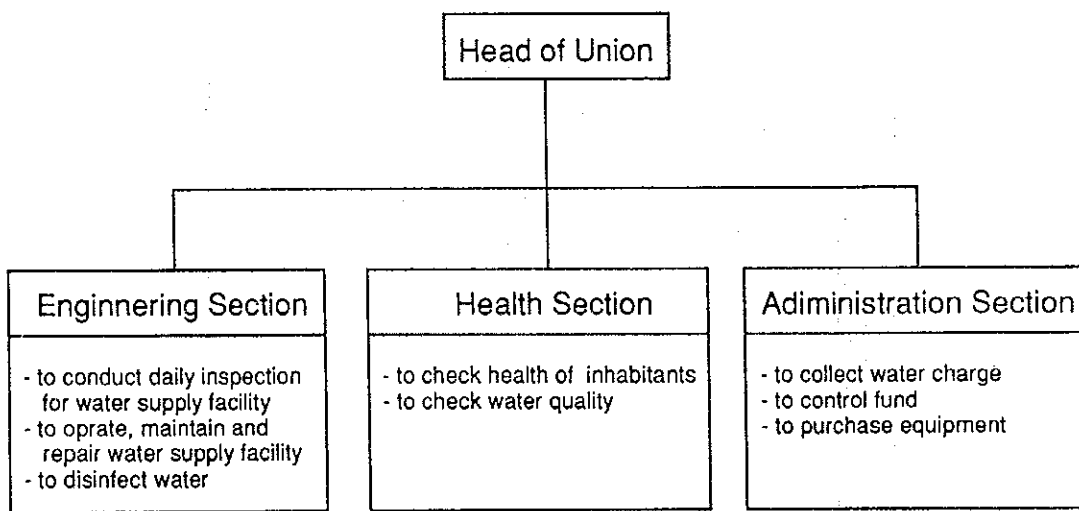 Head of Union
Enginnering Section
- to conduct daily inspection
for water supply facility
- to oprate, maintain and
repair water supply facility
- to disinfect water
Health Section
- to check health of inhabitants
- to check water quality
Adiministration Section
- to collect water charge
- to control fund
- to purchase equipment